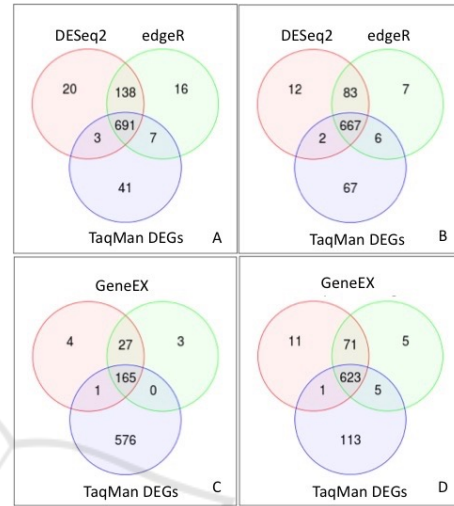 DESeq2 edgeR
20 138 16
691
3 7
41
TaqMan DEGs A
DESeq2 edgeR
12 83 7
667
2 6
67
TaqMan DEGs B
GeneEX
4 27 3
165
1 0
576
TaqMan DEGs C
GeneEX
11 71 5
623
1 5
113
TaqMan DEGs D